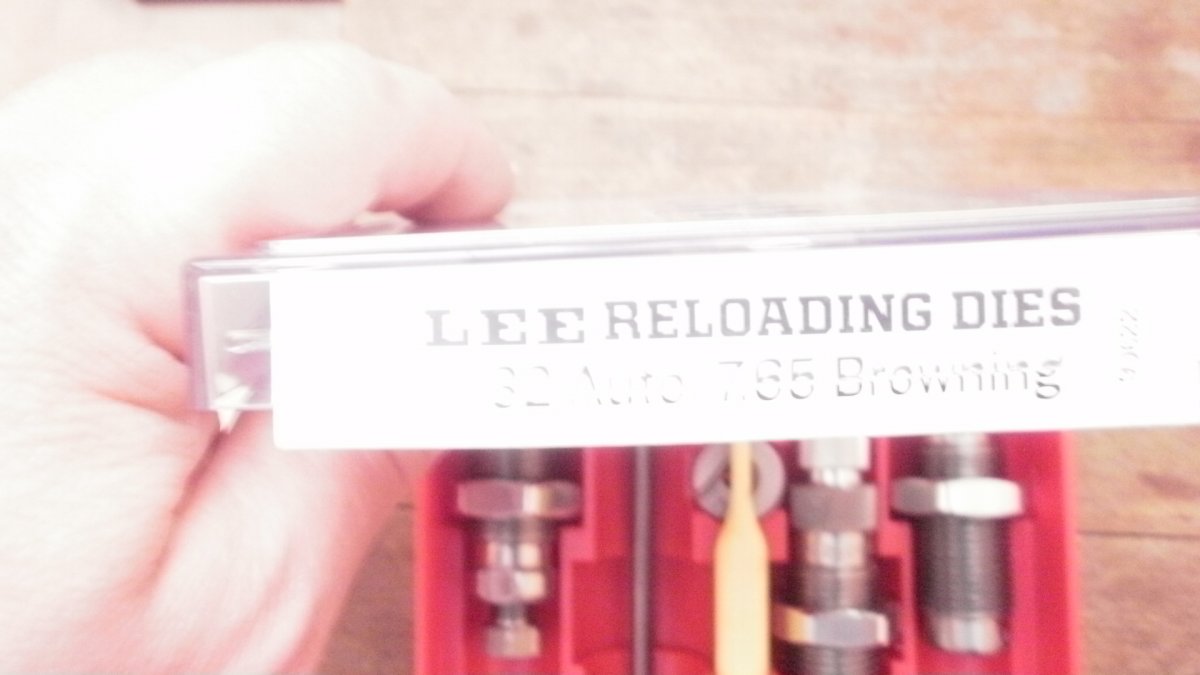 LEE RELOADING DIES
32 Auto 7.65 Browning